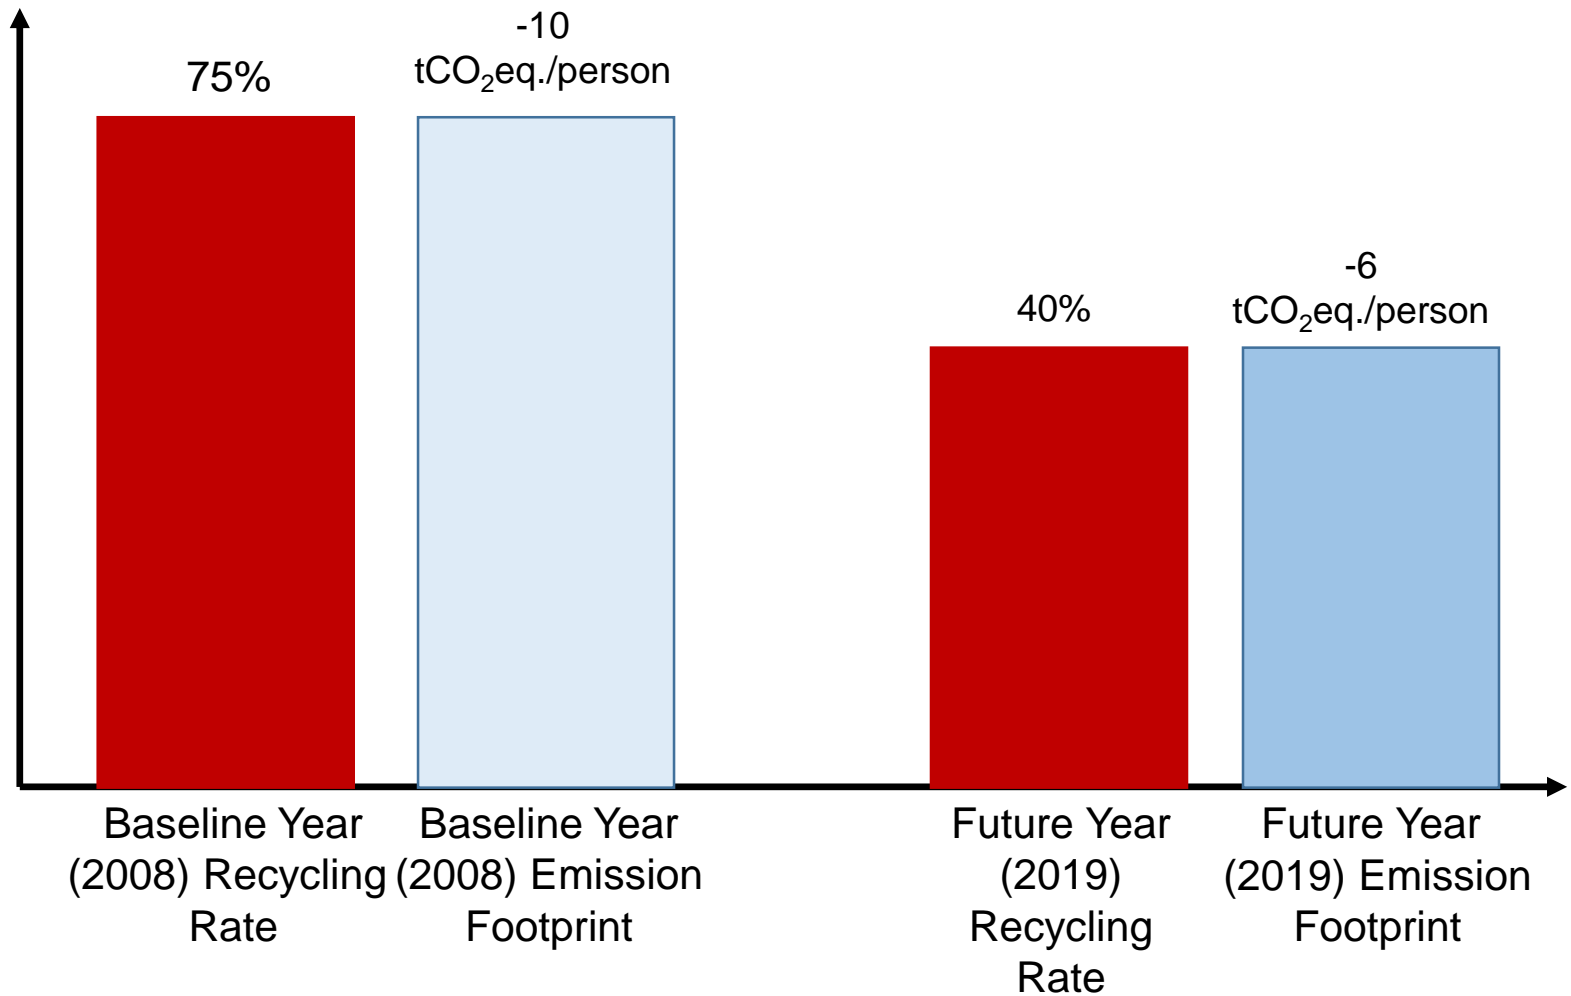 75%
-10
tCO₂eq./person
40%
-6
tCO₂eq./person
Baseline Year
(2008) Recycling
Rate
Baseline Year
(2008) Emission
Footprint
Future Year
(2019)
Recycling
Rate
Future Year
(2019) Emission
Footprint